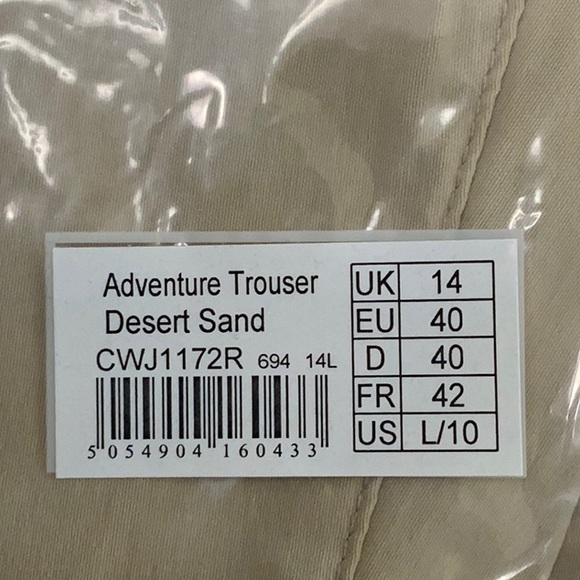 Adventure Trouser
Desert Sand
CWJ1172R 694 14L
5 054904 160433
UK 14
EU 40
D 40
FR 42
US L/10